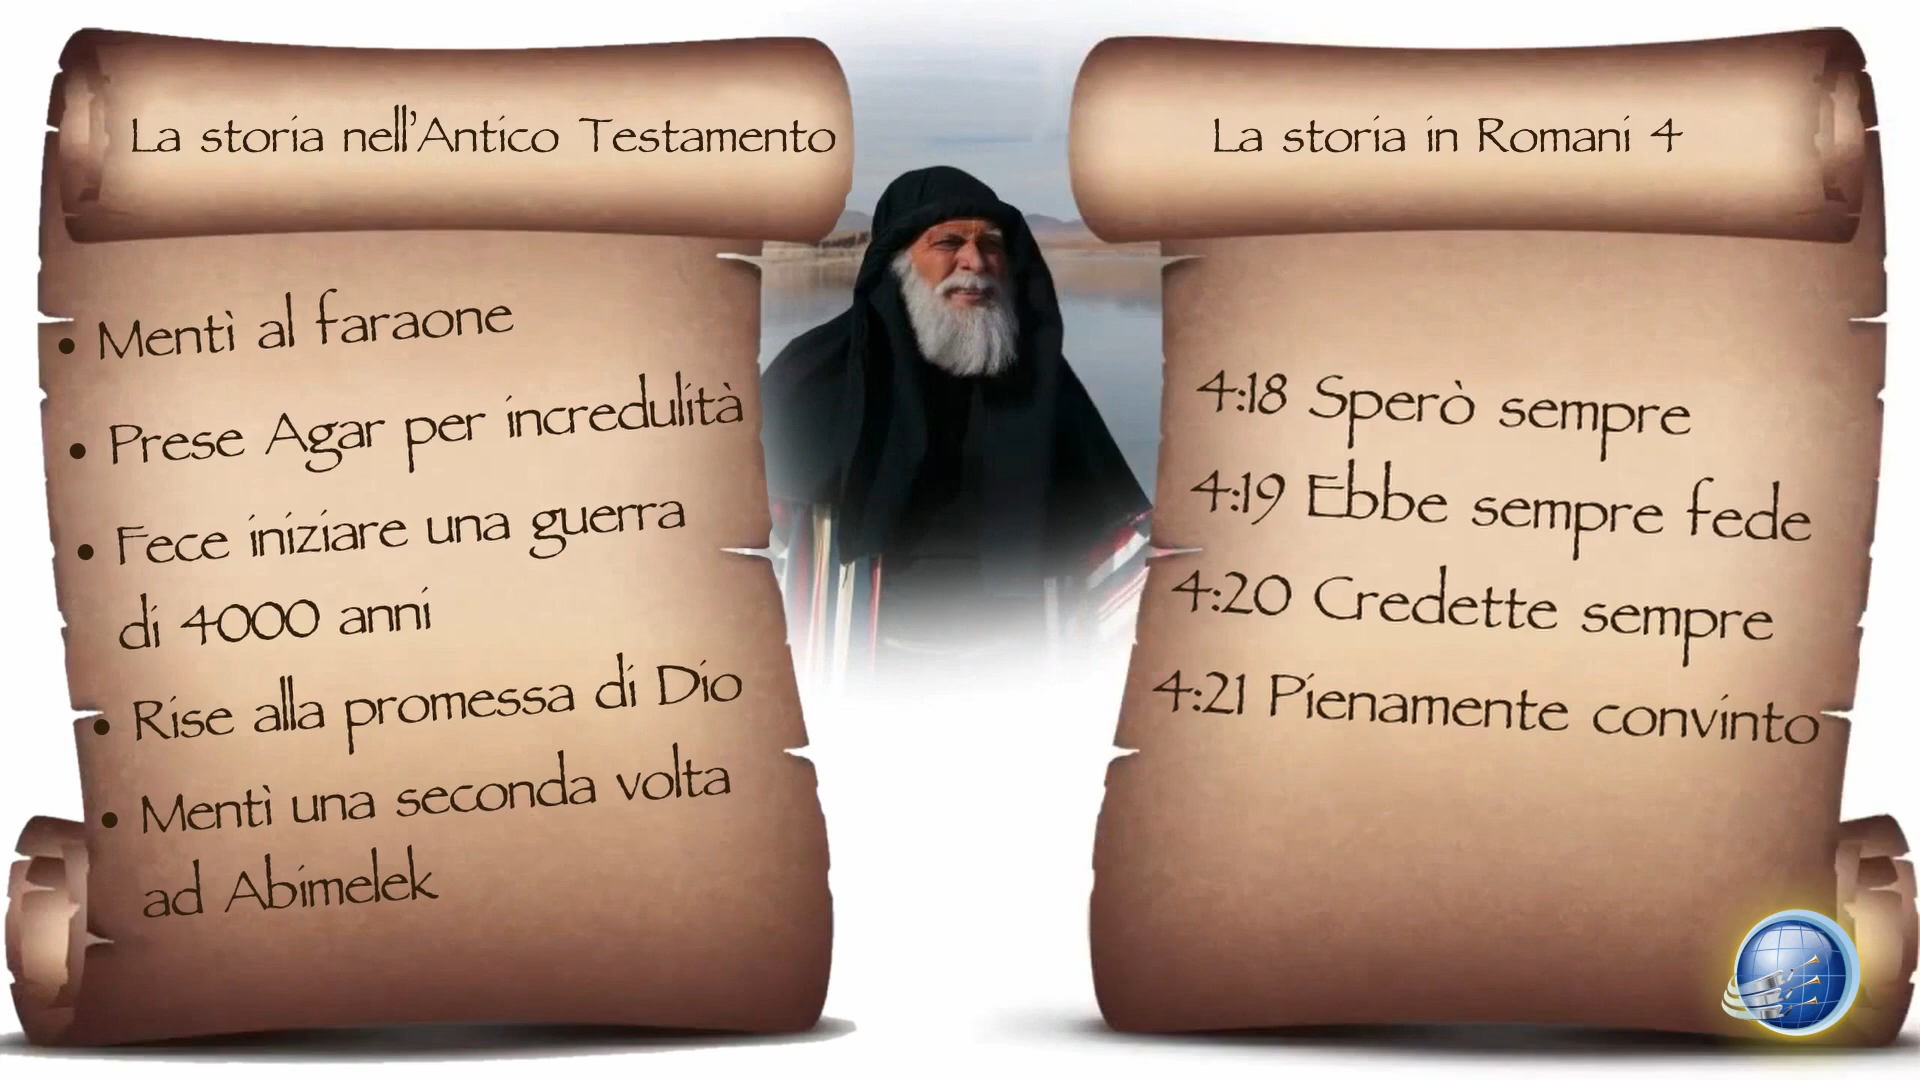 La storia nell'Antico Testamento
• Mentì al faraone
• Prese Agar per incredulità
• Fece iniziare una guerra
di 4000 anni
• Rise alla promessa di Dio
• Mentì una seconda volta
ad Abimelek
La storia in Romani 4
4:18 Sperò sempre
4:19 Ebbe sempre fede
4:20 Credette sempre
4:21 Pienamente convinto